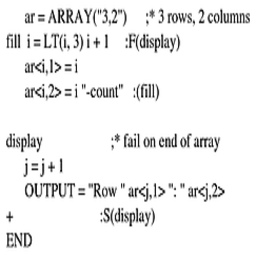 ar = ARRAY("3,2") ;* 3 rows, 2 columns
fill i = LT(i, 3) i + 1 :F(display)
ar<i,1> = i
ar<i,2> = i "-count" :(fill)
display ;* fail on end of array
j = j + 1
OUTPUT = "Row " ar<j,1> ": " ar<j,2>
+ :S(display)
END